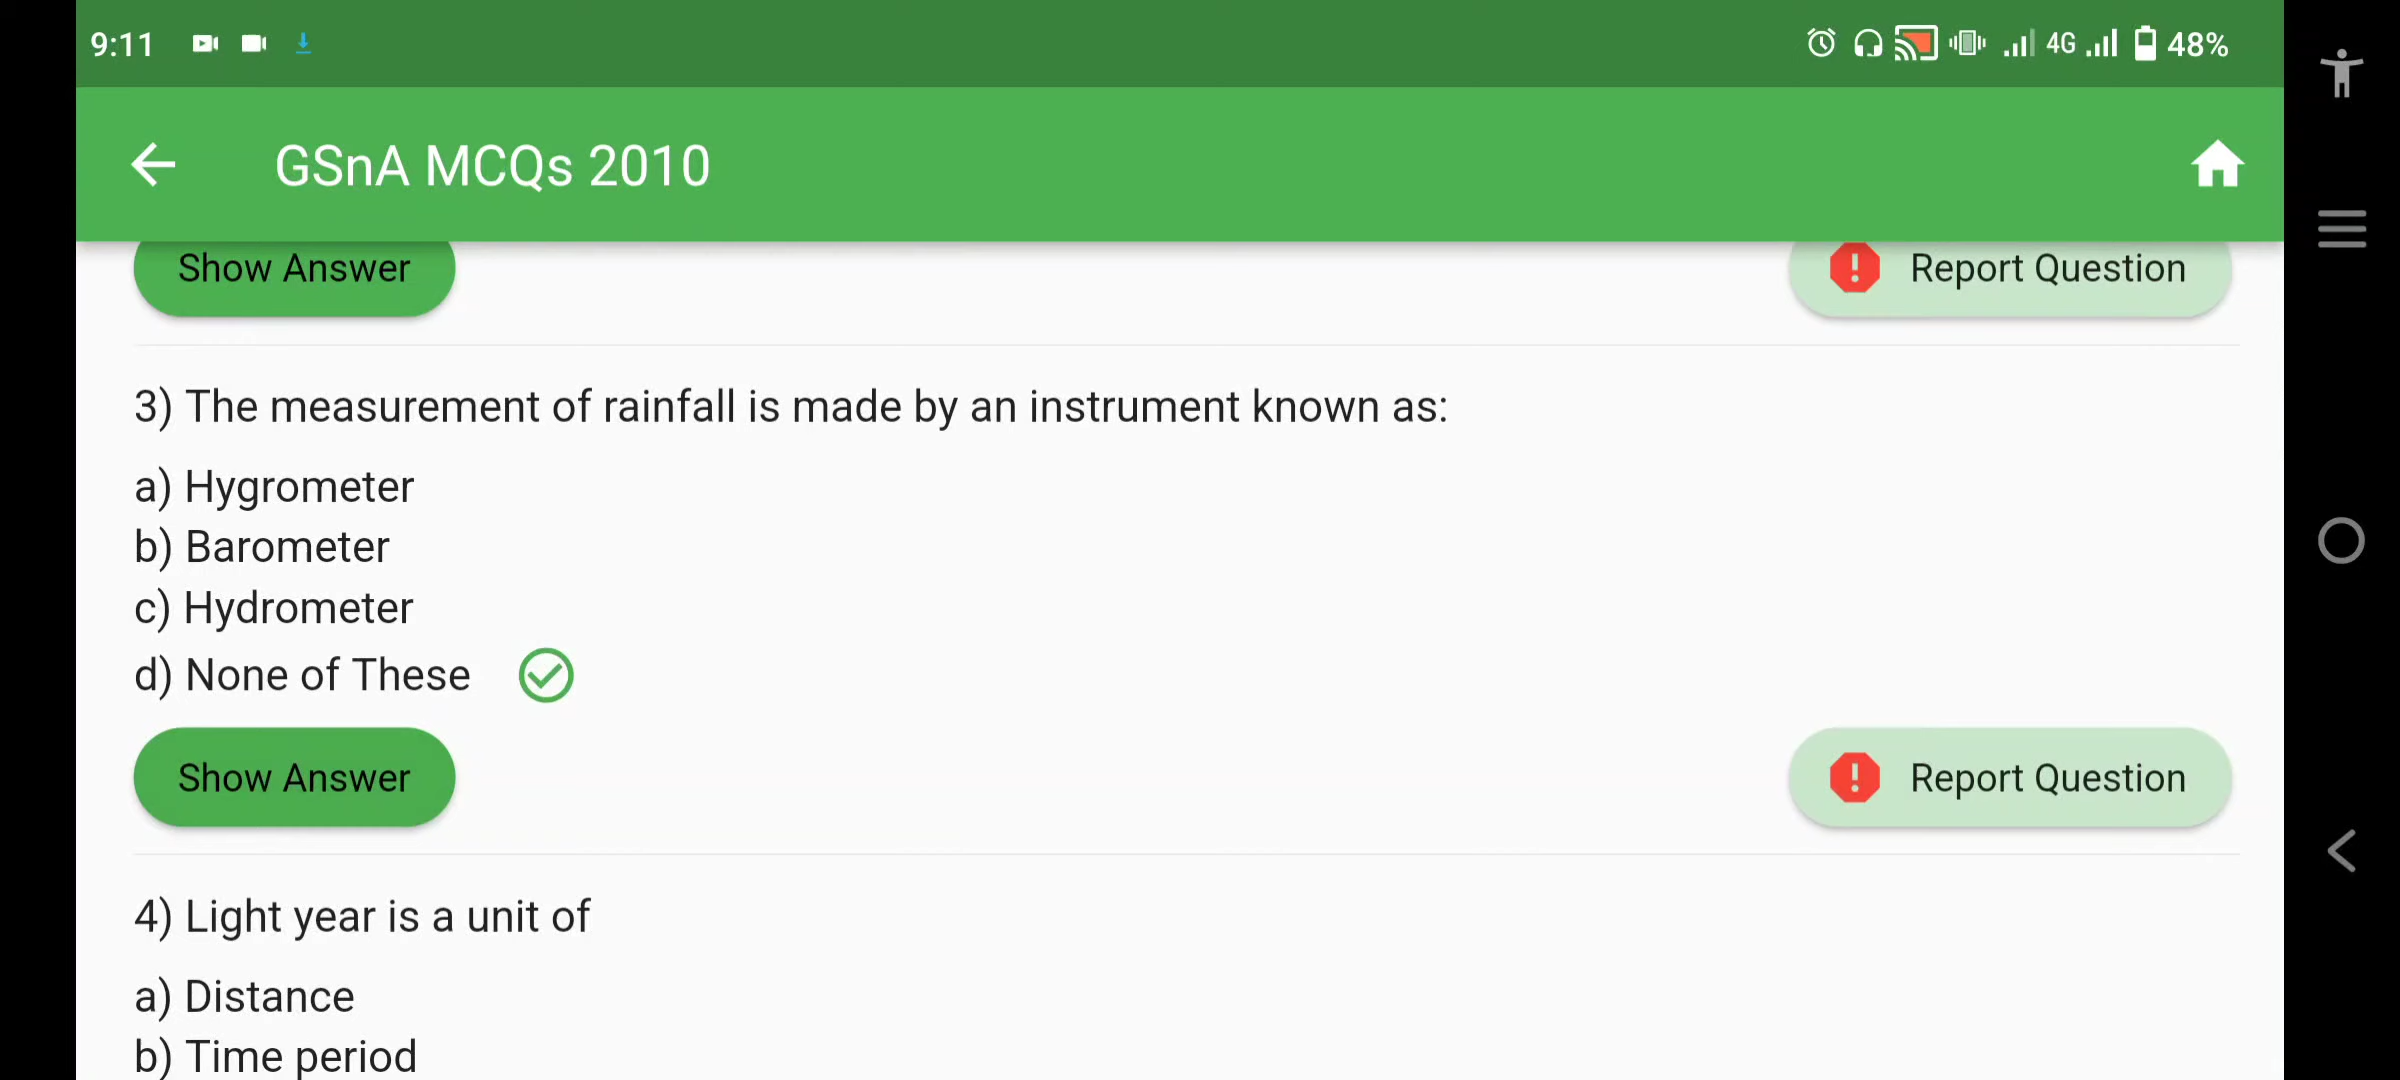 9:11
4G
48%
GSnA MCQs 2010
Show Answer
Report Question
3) The measurement of rainfall is made by an instrument known as:
a) Hygrometer
b) Barometer
c) Hydrometer
d) None of These
Show Answer
Report Question
4) Light year is a unit of
a) Distance
b) Time period